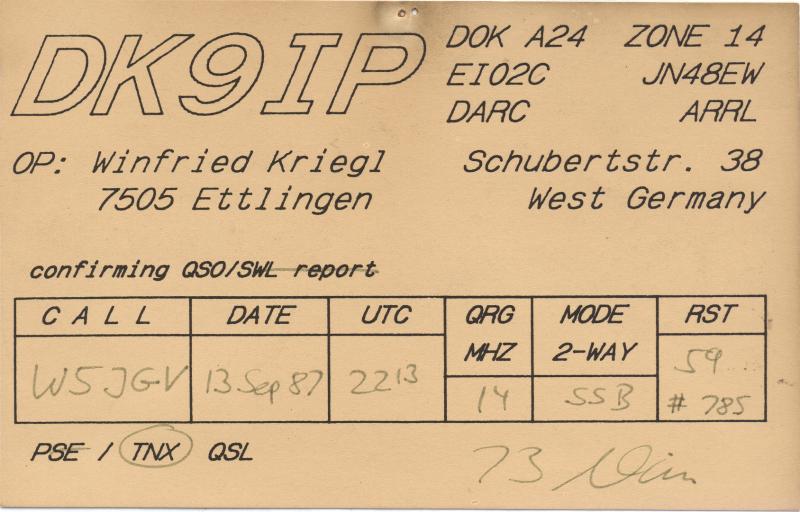 DK9IP
DOK A24 ZONE 14
EI02C JN48EW
DARC ARRL
OP: Winfried Kriegl Schubertstr. 38
7505 Ettlingen West Germany
confirming QSO/SWL report
CALL DATE UTC QRG MHZ MODE 2-WAY RST
W5JGV 13 Sep 87 2213 14 SSB 59 # 785
PSE / TNX QSL
73